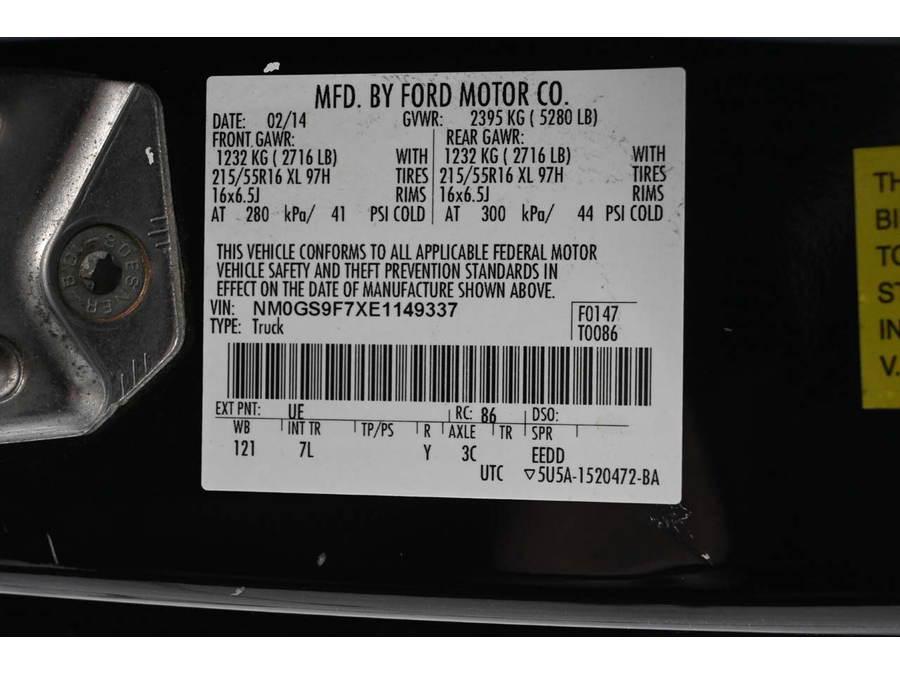 MFD. BY FORD MOTOR CO.
DATE: 02/14 GVWR: 2395 KG ( 5280 LB)
FRONT GAWR: REAR GAWR:
1232 KG ( 2716 LB) WITH 1232 KG ( 2716 LB) WITH
215/55R16 XL 97H TIRES 215/55R16 XL 97H TIRES
16x6.5J RIMS 16x6.5J RIMS
AT 280 kPa/ 41 PSI COLD AT 300 kPa/ 44 PSI COLD
THIS VEHICLE CONFORMS TO ALL APPLICABLE FEDERAL MOTOR
VEHICLE SAFETY AND THEFT PREVENTION STANDARDS IN
EFFECT ON THE DATE OF MANUFACTURE SHOWN ABOVE.
VIN: NM0GS9F7XE1149337 F0147
TYPE: Truck T0086
EXT PNT: UE RC: 86 DSO:
WB INT TR TP/PS R AXLE TR SPR
121 7L Y 3C EEDD
UTC ▽5U5A-1520472-BA
TH
BI
TO
ST
IN
V.